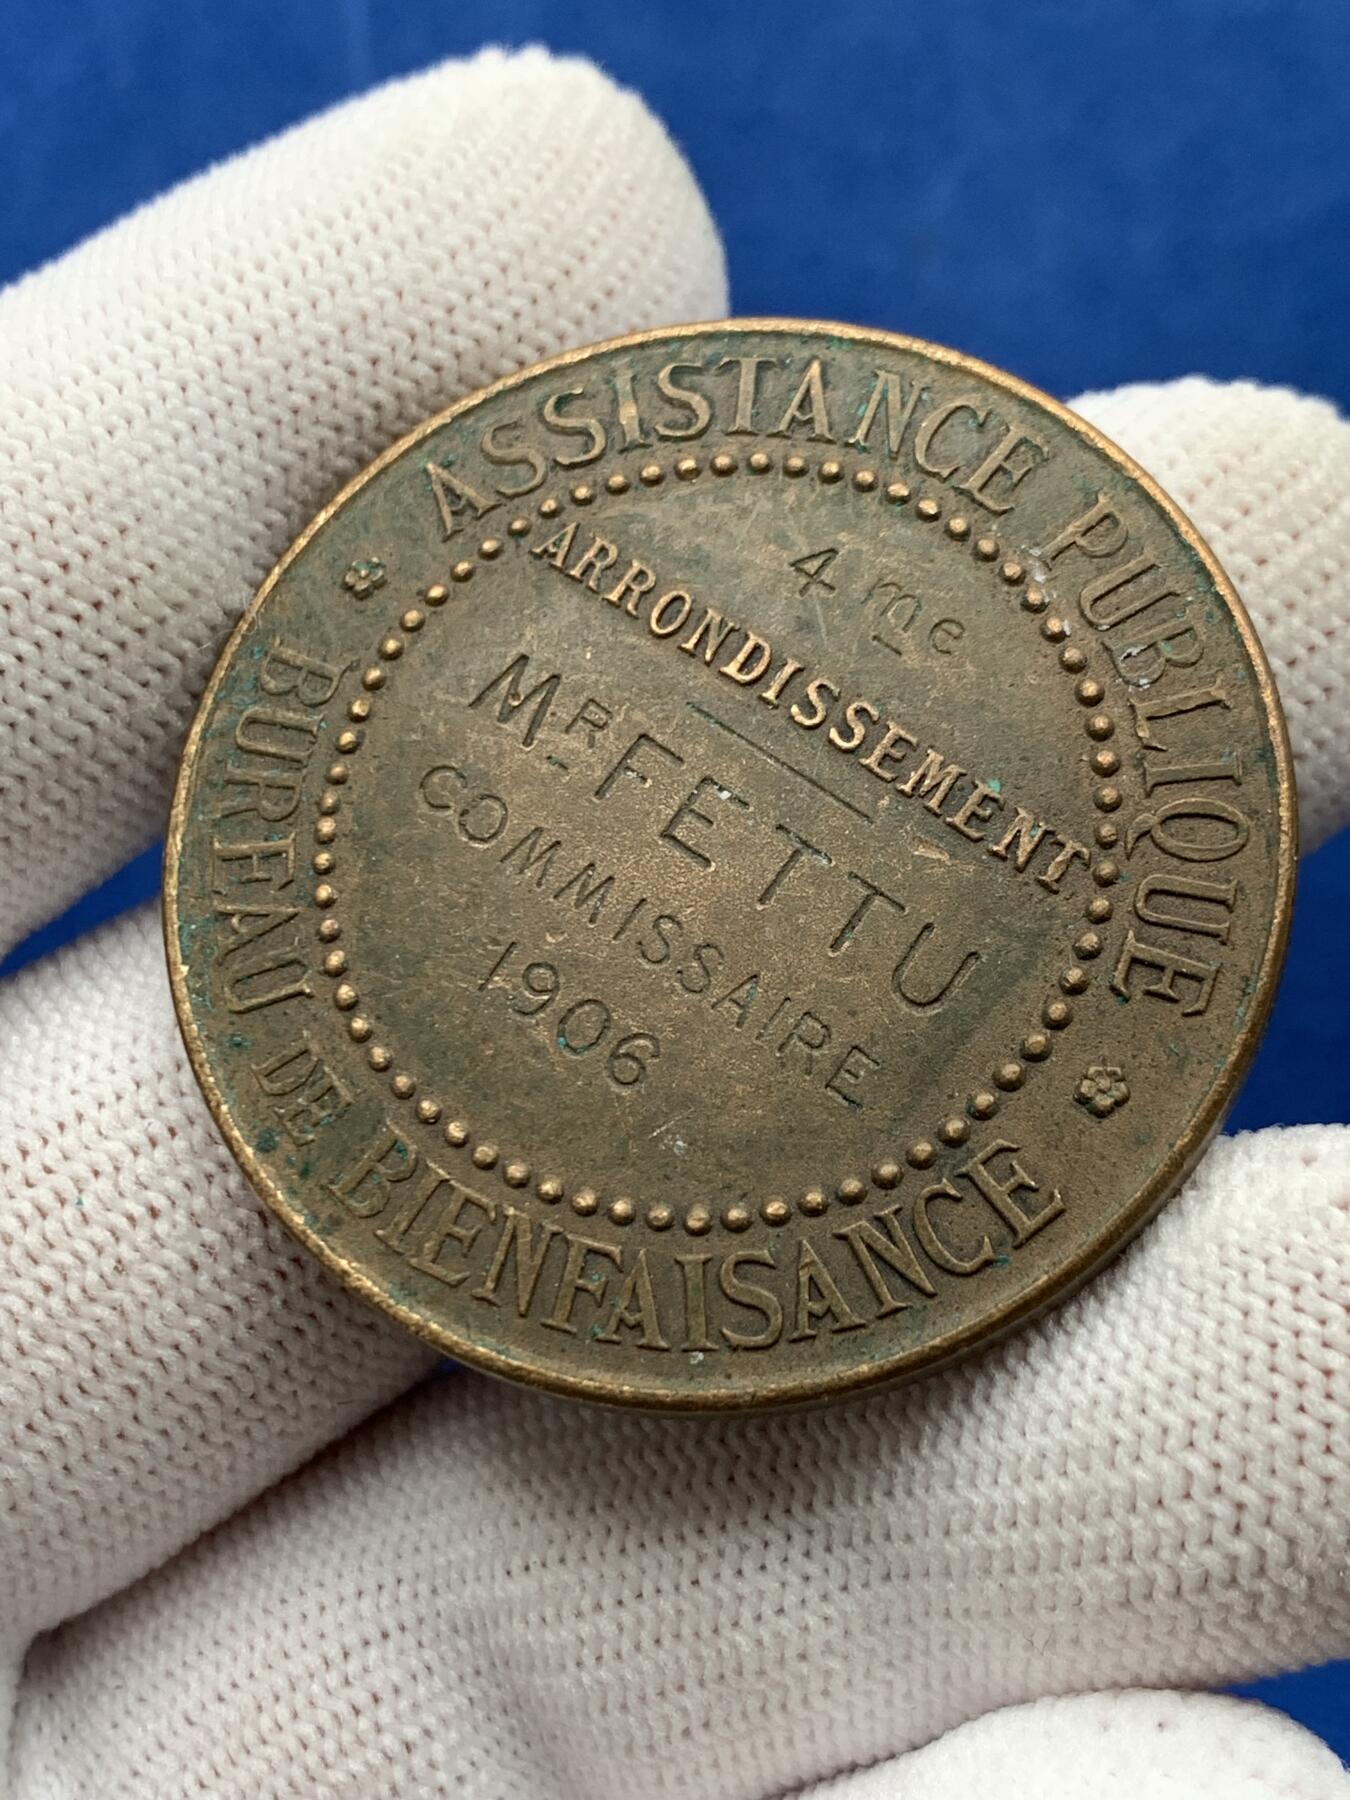 ASSISTANCE PUBLIQUE
4me
ARRONDISSEMENT
MR FETTU
COMMISSAIRE
1906
BUREAU DE BIENFAISANCE